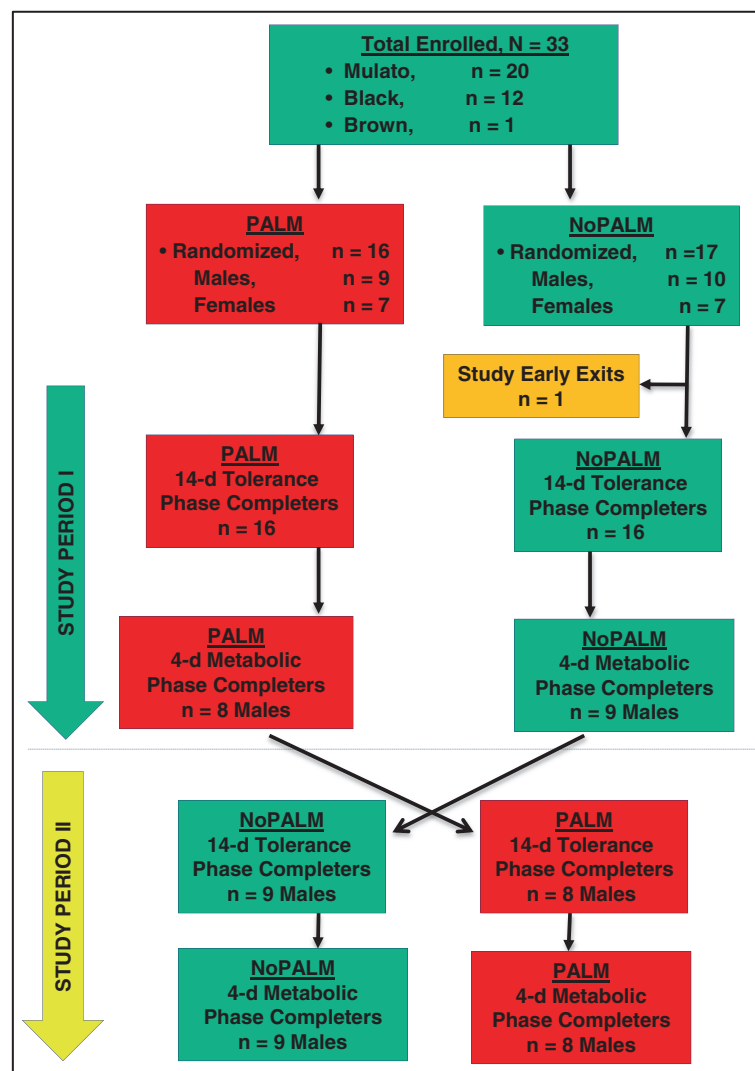 Total Enrolled, N = 33
• Mulato, n = 20
• Black, n = 12
• Brown, n = 1
PALM
• Randomized, n = 16
Males, n = 9
Females n = 7
NoPALM
• Randomized, n =17
Males, n = 10
Females n = 7
Study Early Exits
n = 1
STUDY PERIOD I
PALM
14-d Tolerance
Phase Completers
n = 16
NoPALM
14-d Tolerance
Phase Completers
n = 16
PALM
4-d Metabolic
Phase Completers
n = 8 Males
NoPALM
4-d Metabolic
Phase Completers
n = 9 Males
STUDY PERIOD II
NoPALM
14-d Tolerance
Phase Completers
n = 9 Males
PALM
14-d Tolerance
Phase Completers
n = 8 Males
NoPALM
4-d Metabolic
Phase Completers
n = 9 Males
PALM
4-d Metabolic
Phase Completers
n = 8 Males